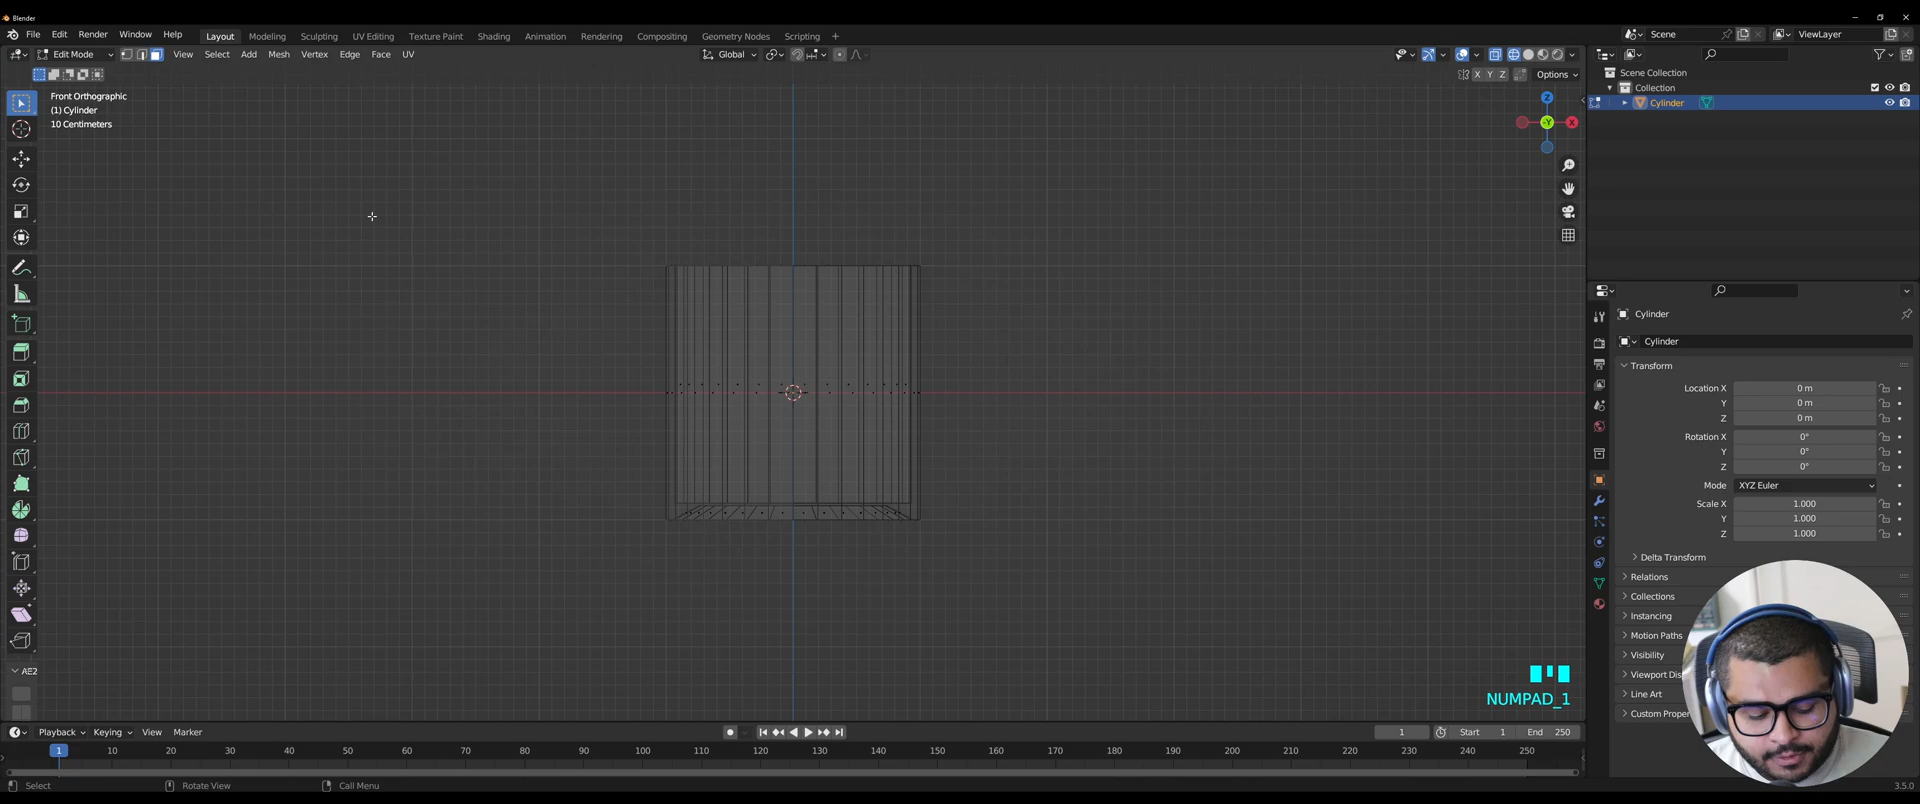 Blender
File Edit Render Window Help Layout Modeling Sculpting UV Editing Texture Paint Shading Animation Rendering Compositing Geometry Nodes Scripting + Scene ViewLayer
Edit Mode View Select Add Mesh Vertex Edge Face UV Global
X Y Z Options
Front Orthographic
(1) Cylinder
10 Centimeters
Z
-Y X
Scene Collection
Collection
Cylinder
Cylinder
Cylinder
Transform
Location X 0 m
Y 0 m
Z 0 m
Rotation X 0°
Y 0°
Z 0°
Mode XYZ Euler
Scale X 1.000
Y 1.000
Z 1.000
Delta Transform
Relations
Collections
Instancing
Motion Paths
Visibility
Viewport Dis
Line Art
Custom Proper
AE2
NUMPAD_1
Playback Keying View Marker 1 Start 1 End 250
1 10 20 30 40 50 60 70 80 90 100 110 120 130 140 150 160 170 180 190 200 210 220 230 240 250
Select Rotate View Call Menu 3.5.0